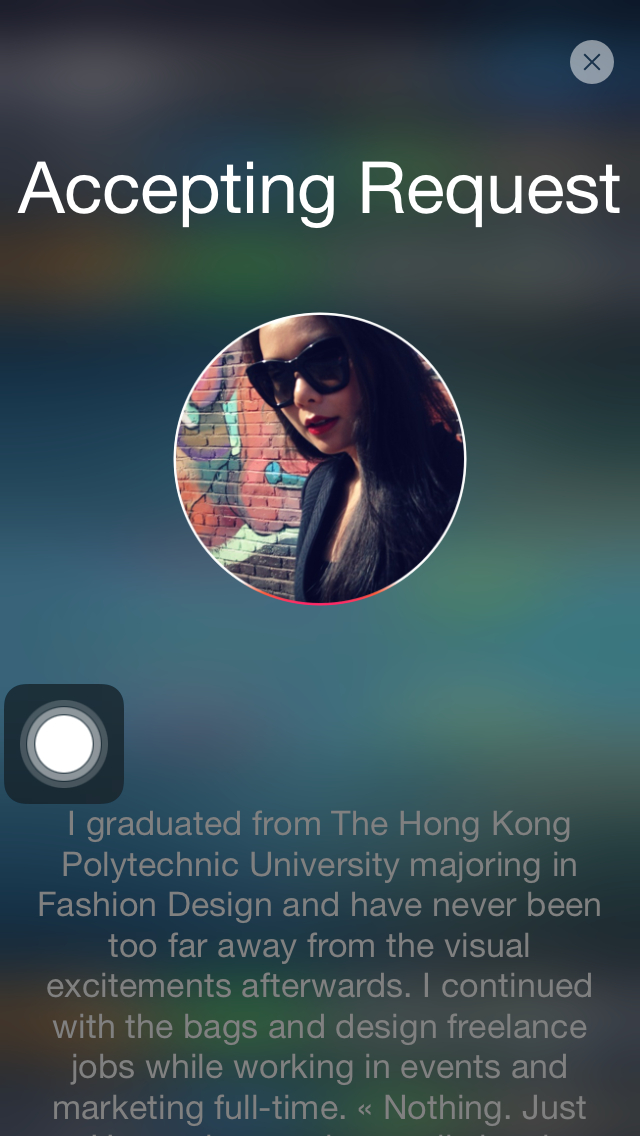 Accepting Request
I graduated from The Hong Kong
Polytechnic University majoring in
Fashion Design and have never been
too far away from the visual
excitements afterwards. I continued
with the bags and design freelance
jobs while working in events and
marketing full-time. « Nothing. Just